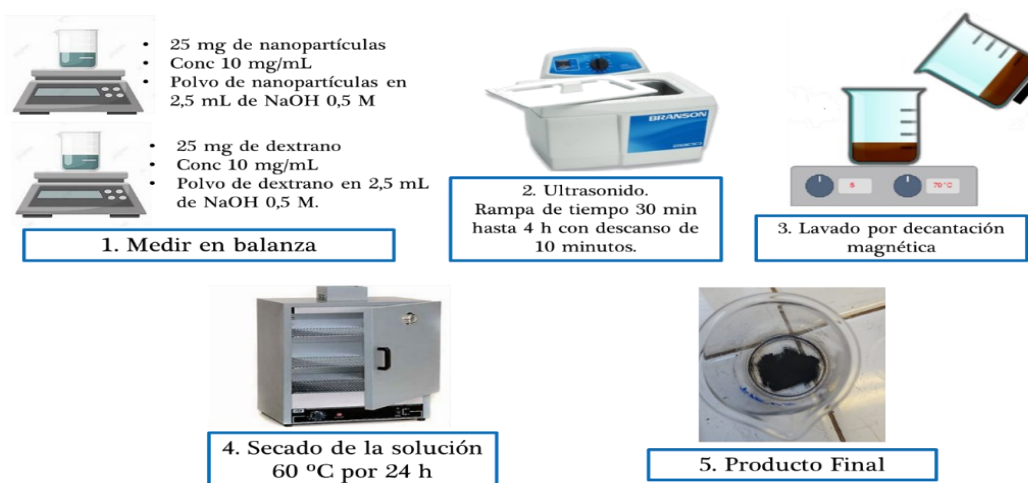 • 25 mg de nanopartículas
• Conc 10 mg/mL
• Polvo de nanopartículas en
2,5 mL de NaOH 0,5 M
• 25 mg de dextrano
• Conc 10 mg/mL
• Polvo de dextrano en 2,5 mL
de NaOH 0,5 M.
1. Medir en balanza
BRANSON
2. Ultrasonido.
Rampa de tiempo 30 min
hasta 4 h con descanso de
10 minutos.
70°C
3. Lavado por decantación
magnética
4. Secado de la solución
60 ºC por 24 h
5. Producto Final